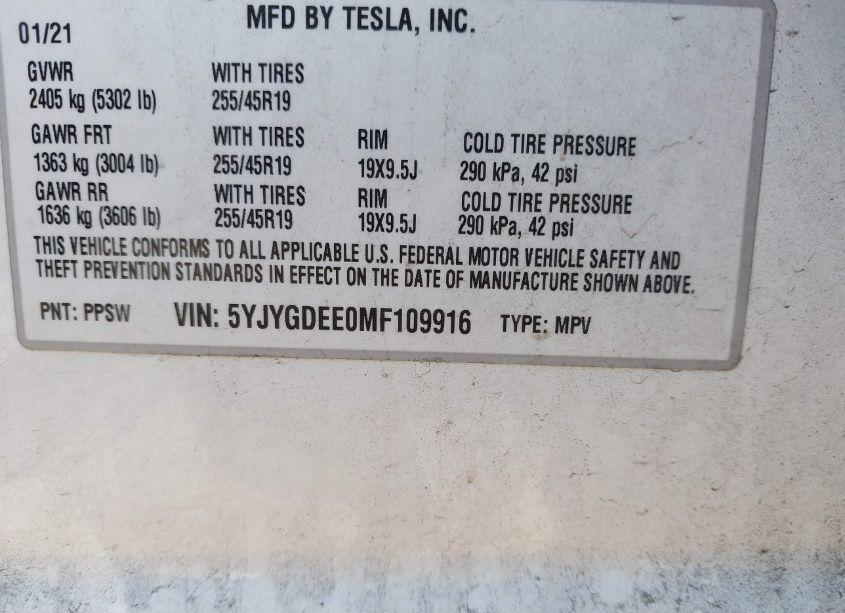 MFD BY TESLA, INC.
01/21
GVWR WITH TIRES
2405 kg (5302 lb) 255/45R19
GAWR FRT WITH TIRES RIM COLD TIRE PRESSURE
1363 kg (3004 lb) 255/45R19 19X9.5J 290 kPa, 42 psi
GAWR RR WITH TIRES RIM COLD TIRE PRESSURE
1636 kg (3606 lb) 255/45R19 19X9.5J 290 kPa, 42 psi
THIS VEHICLE CONFORMS TO ALL APPLICABLE U.S. FEDERAL MOTOR VEHICLE SAFETY AND
THEFT PREVENTION STANDARDS IN EFFECT ON THE DATE OF MANUFACTURE SHOWN ABOVE.
PNT: PPSW VIN: 5YJYGDEE0MF109916 TYPE: MPV